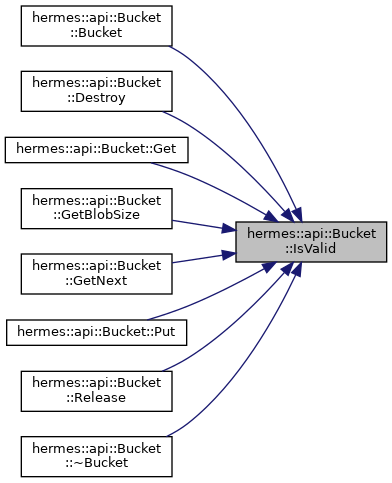 hermes::api::Bucket
::Bucket
hermes::api::Bucket
::Destroy
hermes::api::Bucket::Get
hermes::api::Bucket
::GetBlobSize
hermes::api::Bucket
::IsValid
hermes::api::Bucket
::GetNext
hermes::api::Bucket::Put
hermes::api::Bucket
::Release
hermes::api::Bucket
::~Bucket